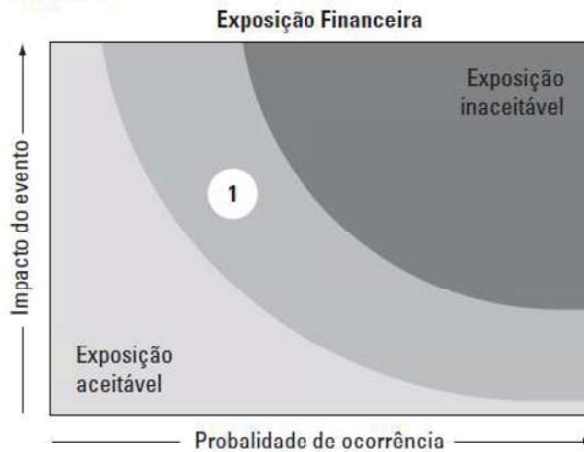 Exposição Financeira
Exposição
inaceitável
Impacto do evento
1
Exposição
aceitável
Probalidade de ocorrência